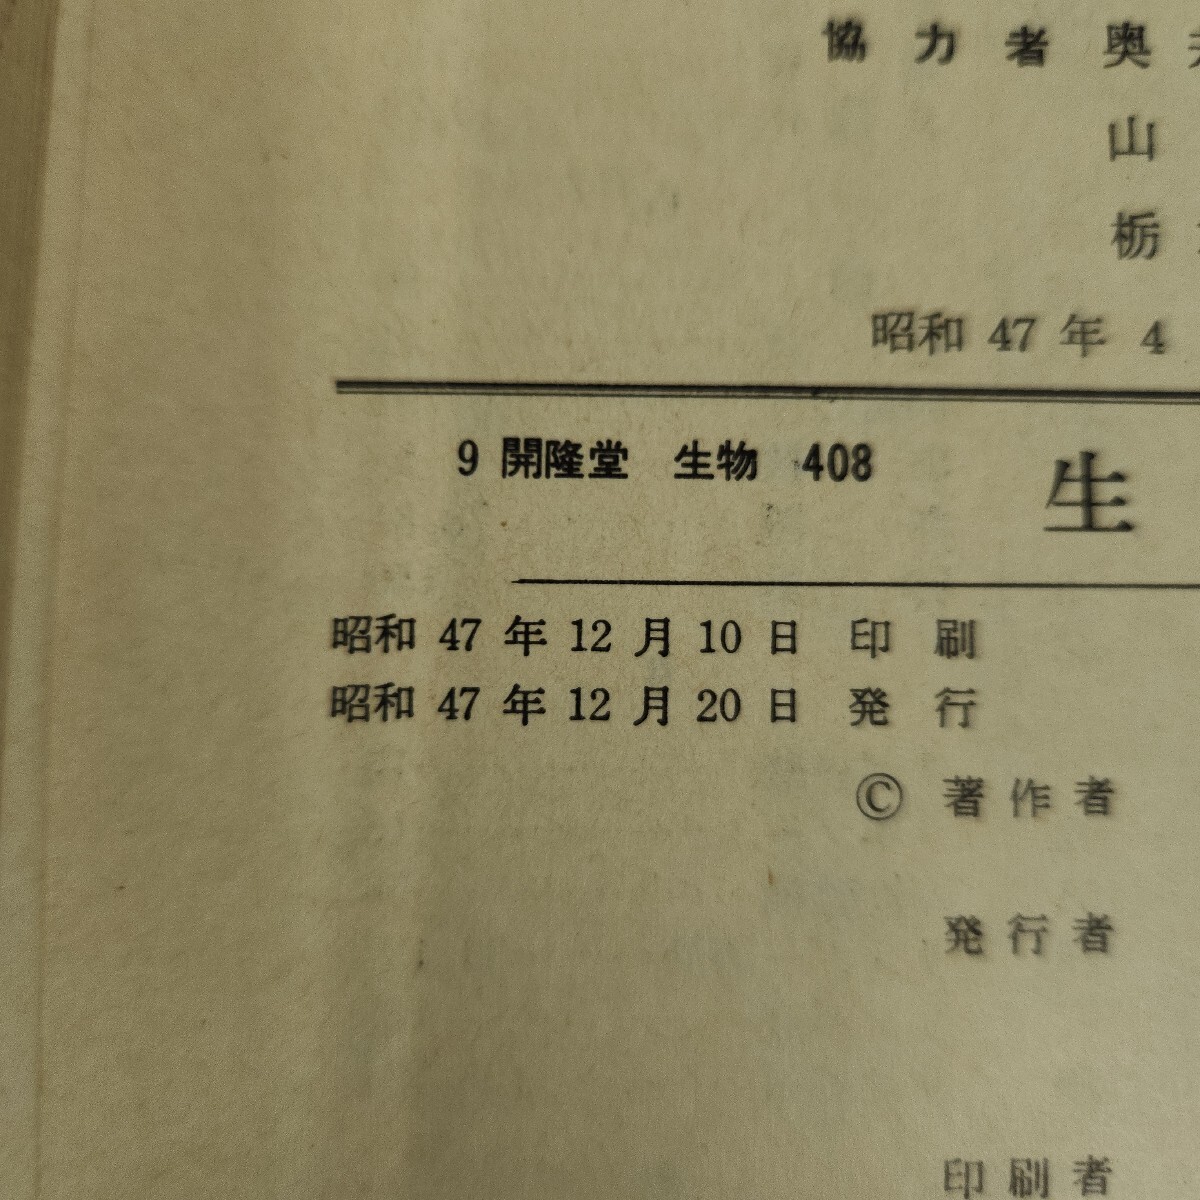 協力者 奥
山
栃
昭和 47 年 4
9 開隆堂 生物 408
生
昭和 47 年 12 月 10 日 印刷
昭和 47 年 12 月 20 日 発行
Ⓒ 著作者
発行者
印刷者